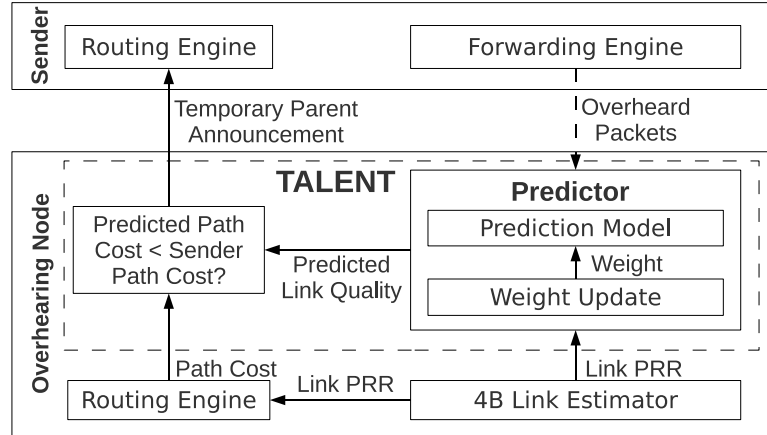 Sender
Routing Engine
Forwarding Engine
Temporary Parent
Announcement
Overheard
Packets
Overhearing Node
TALENT
Predictor
Prediction Model
Weight
Weight Update
Predicted Path
Cost < Sender
Path Cost?
Predicted
Link Quality
Path Cost
Link PRR
Link PRR
Routing Engine
4B Link Estimator